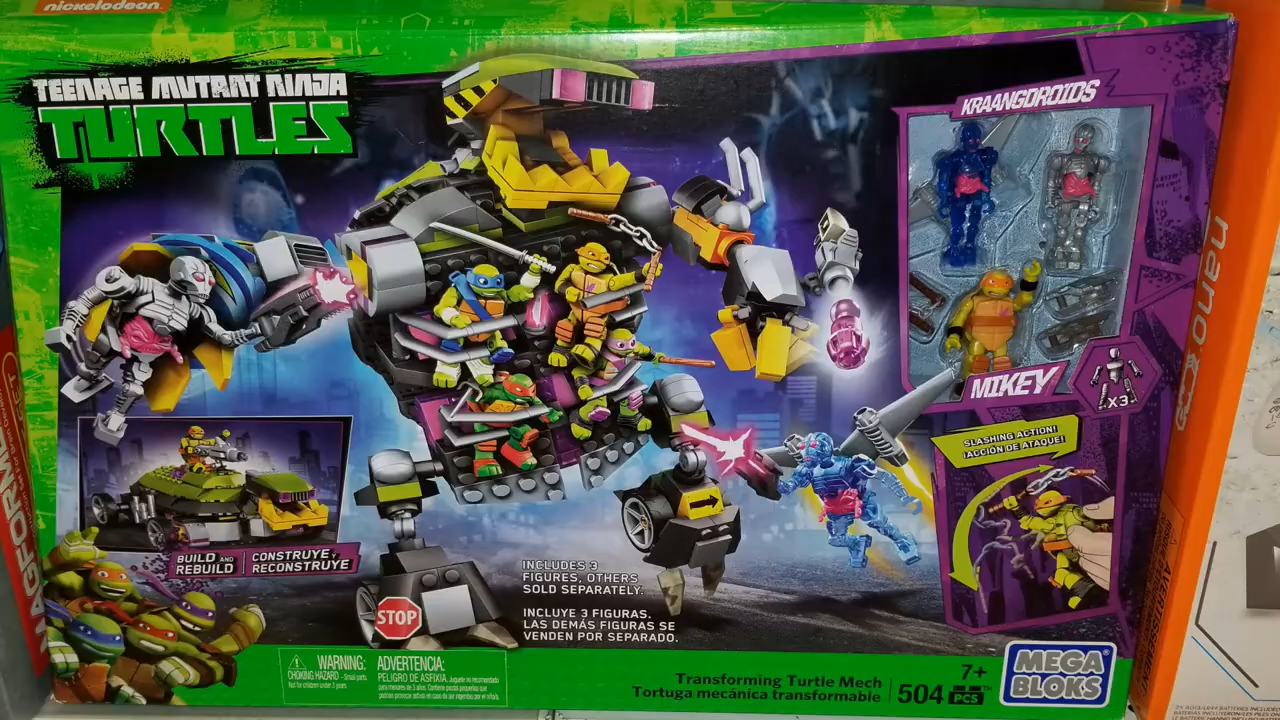 nickelodeon
TEENAGE MUTANT NINJA
TURTLES
KRAANGDROIDS
MIKEY
X3
SLASHING ACTION!
¡ACCIÓN DE ATAQUE!
BUILD AND
REBUILD
CONSTRUYE Y
RECONSTRUYE
INCLUDES 3
FIGURES, OTHERS
SOLD SEPARATELY.
INCLUYE 3 FIGURAS.
LAS DEMÁS FIGURAS SE
VENDEN POR SEPARADO.
STOP
WARNING:
CHOKING HAZARD - Small parts.
Not for children under 3 years.
ADVERTENCIA:
PELIGRO DE ASFIXIA.
Transforming Turtle Mech
Tortuga mecánica transformable
7+
504 PCS
MEGA
BLOKS
nano